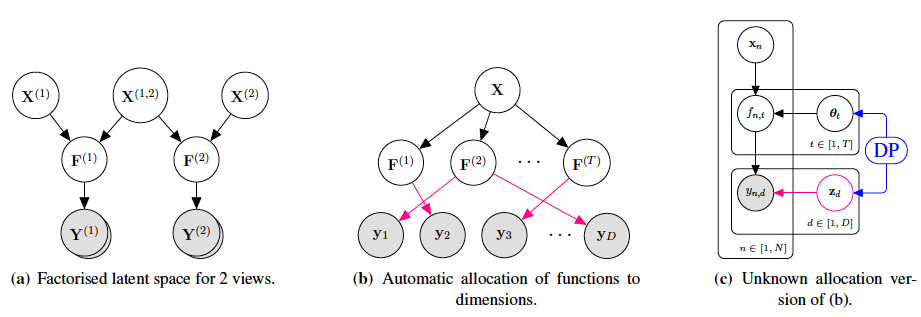 X(1) X(1,2) X(2)
F(1) F(2)
Y(1) Y(2)
(a) Factorised latent space for 2 views.
X
F(1) F(2) · · · F(T)
y1 y2 y3 · · · yD
(b) Automatic allocation of functions to
dimensions.
xn
fn,t θt
t ∈ [1, T]
DP
yn,d zd
d ∈ [1, D]
n ∈ [1, N]
(c) Unknown allocation ver-
sion of (b).